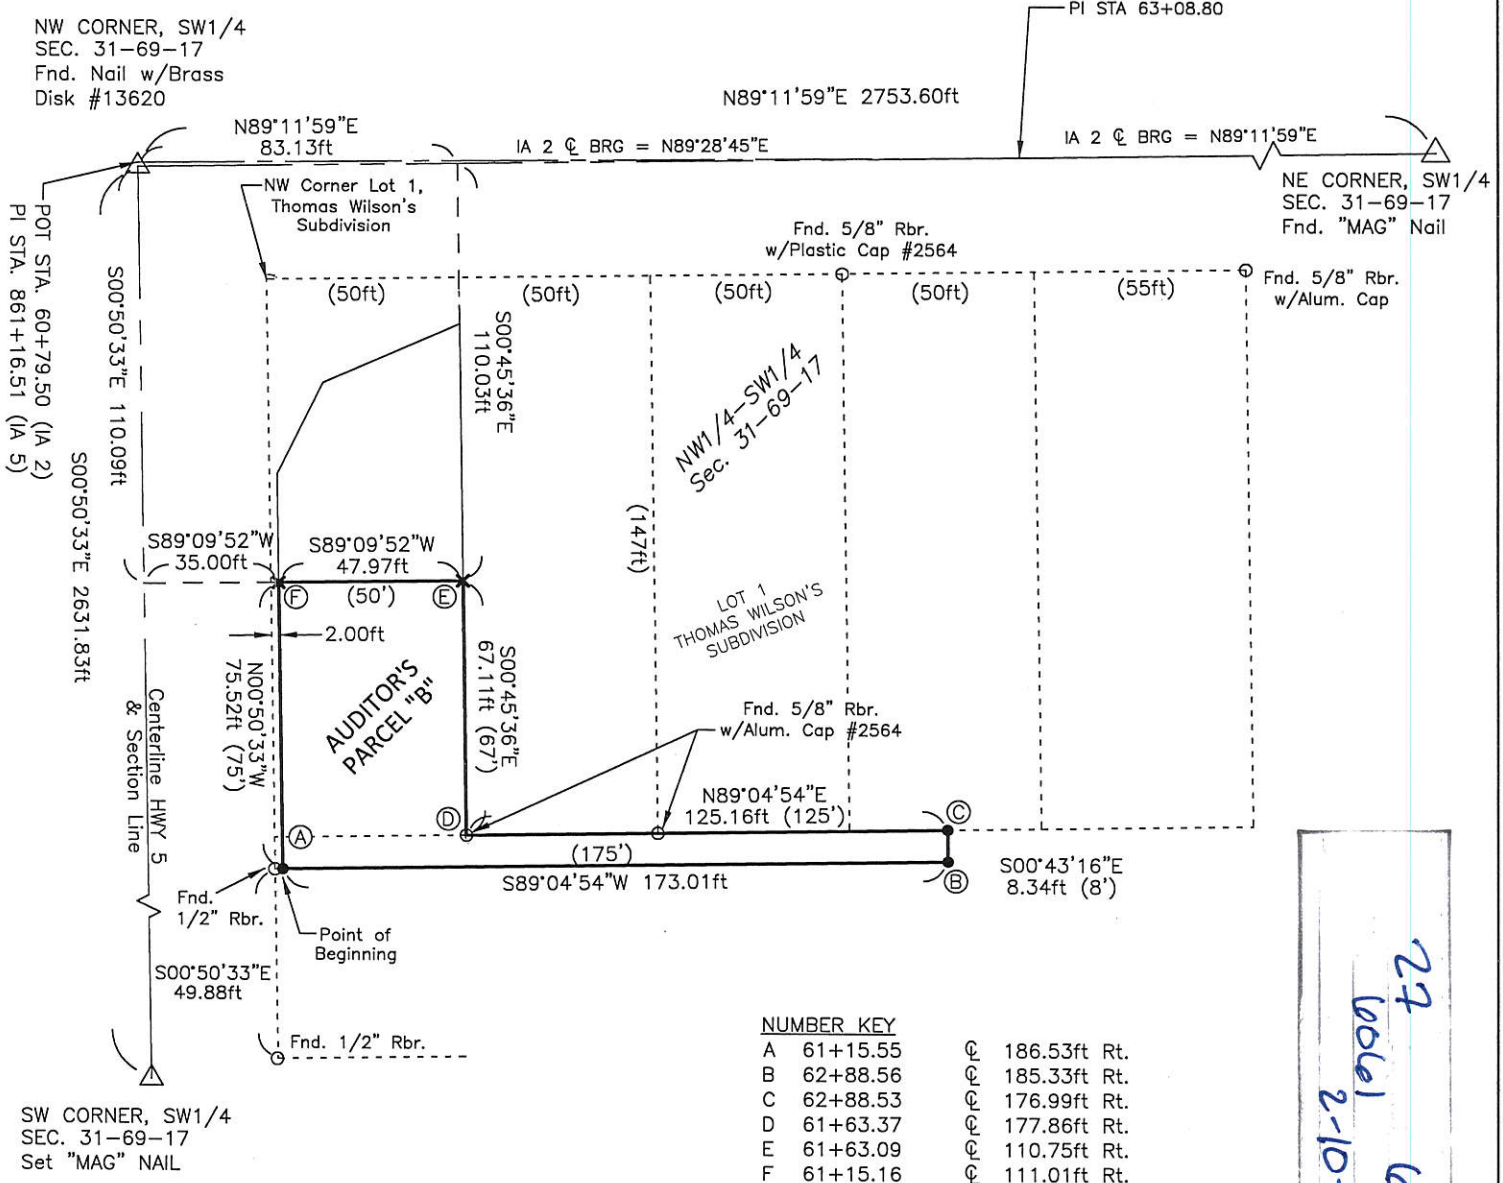 PI STA 63+08.80
NW CORNER, SW1/4
SEC. 31-69-17
Fnd. Nail w/Brass
Disk #13620
N89°11'59"E 2753.60ft
N89°11'59"E
83.13ft
IA 2 ℄ BRG = N89°28'45"E
IA 2 ℄ BRG = N89°11'59"E
NE CORNER, SW1/4
SEC. 31-69-17
Fnd. "MAG" Nail
NW Corner Lot 1,
Thomas Wilson's
Subdivision
POT STA. 60+79.50 (IA 2)
PI STA. 861+16.51 (IA 5)
Fnd. 5/8" Rbr.
w/Plastic Cap #2564
Fnd. 5/8" Rbr.
w/Alum. Cap
(50ft)
(50ft)
(50ft)
(50ft)
(55ft)
S00°50'33"E 110.09ft
S00°45'36"E
110.03ft
NW1/4-SW1/4
Sec. 31-69-17
S00°50'33"E 2631.83ft
(147ft)
S89°09'52"W
35.00ft
S89°09'52"W
47.97ft
(50')
F
E
LOT 1
THOMAS WILSON'S
SUBDIVISION
2.00ft
N00°50'33"W
75.52ft (75')
AUDITOR'S
PARCEL "B"
S00°45'36"E
67.11ft (67')
Centerline HWY 5
& Section Line
Fnd. 5/8" Rbr.
w/Alum. Cap #2564
N89°04'54"E
125.16ft (125')
A
D
C
(175')
S89°04'54"W 173.01ft
B
S00°43'16"E
8.34ft (8')
Fnd.
1/2" Rbr.
Point of
Beginning
S00°50'33"E
49.88ft
Fnd. 1/2" Rbr.
SW CORNER, SW1/4
SEC. 31-69-17
Set "MAG" NAIL
NUMBER KEY
A 61+15.55 ℄ 186.53ft Rt.
B 62+88.56 ℄ 185.33ft Rt.
C 62+88.53 ℄ 176.99ft Rt.
D 61+63.37 ℄ 177.86ft Rt.
E 61+63.09 ℄ 110.75ft Rt.
F 61+15.16 ℄ 111.01ft Rt.
27